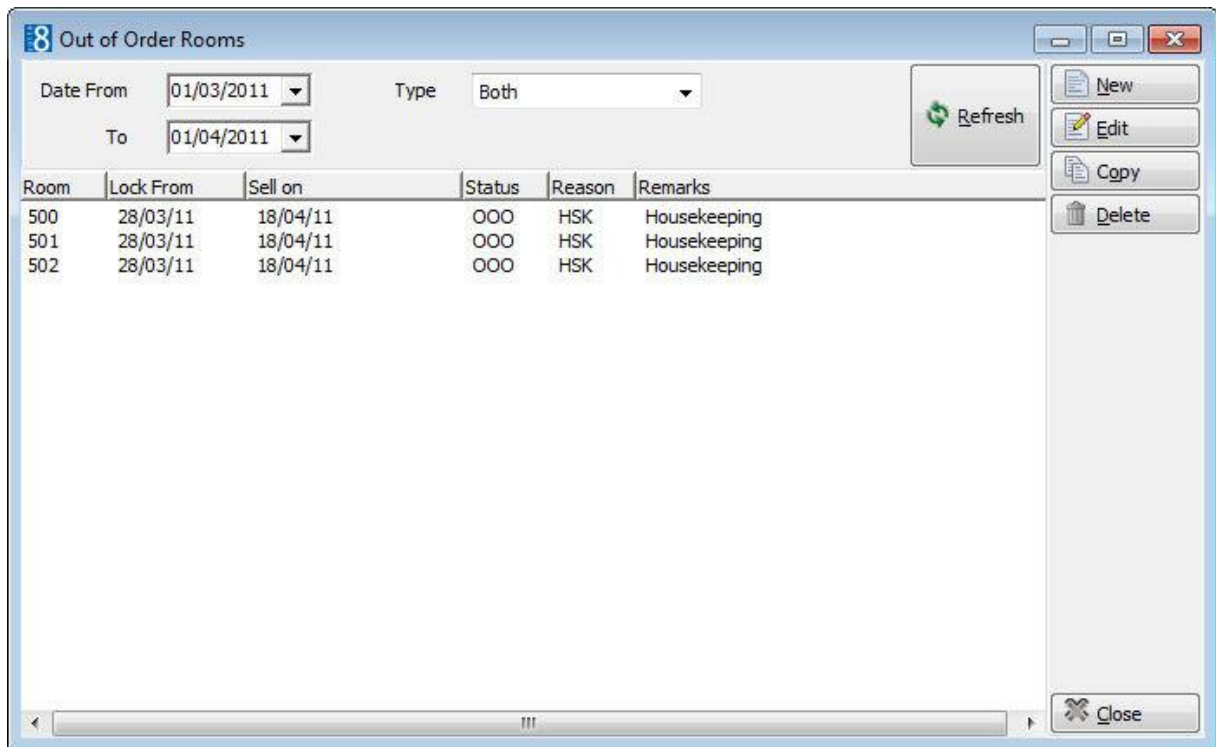 8 Out of Order Rooms
Date From 01/03/2011 Type Both
To 01/04/2011
Refresh
New
Edit
Copy
Delete
Room Lock From Sell on Status Reason Remarks
500 28/03/11 18/04/11 OOO HSK Housekeeping
501 28/03/11 18/04/11 OOO HSK Housekeeping
502 28/03/11 18/04/11 OOO HSK Housekeeping
Close